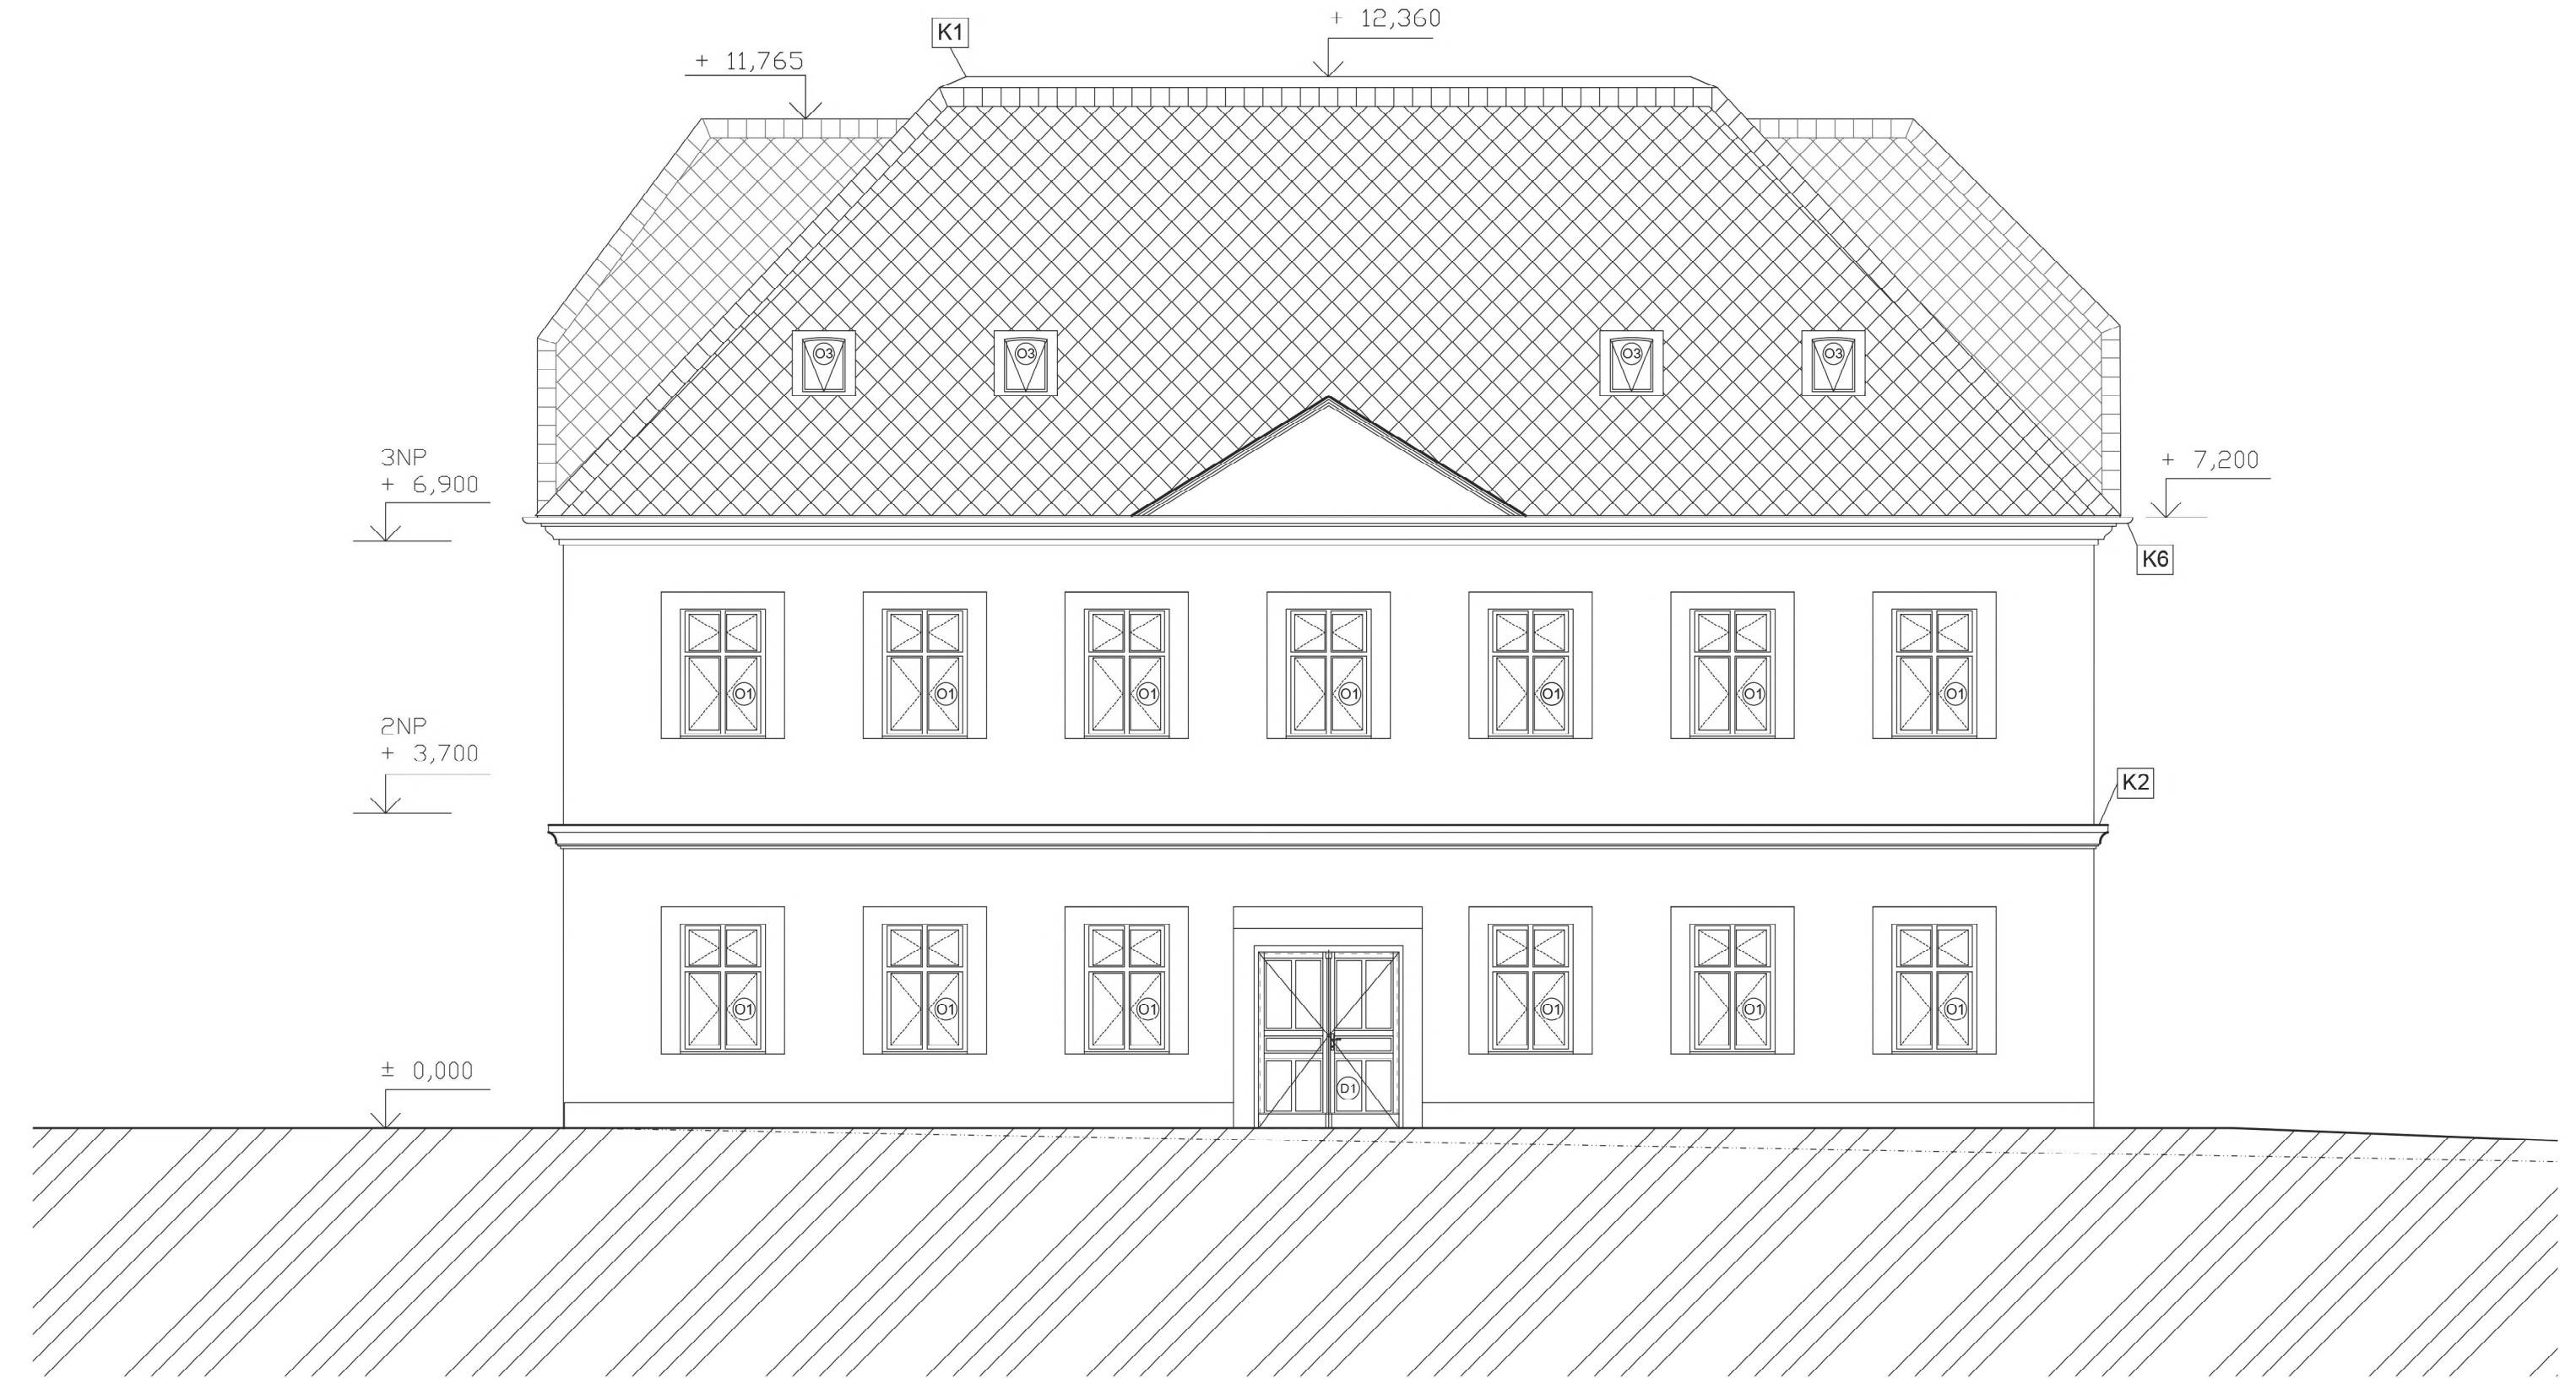 K1
+ 12,360
+ 11,765
O3
O3
O3
O3
3NP
+ 6,900
+ 7,200
K6
O1
O1
O1
O1
O1
O1
O1
2NP
+ 3,700
K2
O1
O1
O1
O1
O1
O1
± 0,000
D1